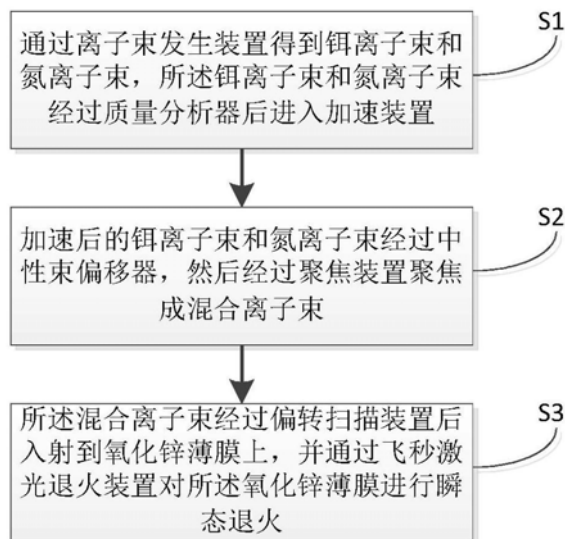 S1
通过离子束发生装置得到铒离子束和
氮离子束，所述铒离子束和氮离子束
经过质量分析器后进入加速装置
S2
加速后的铒离子束和氮离子束经过中
性束偏移器，然后经过聚焦装置聚焦
成混合离子束
S3
所述混合离子束经过偏转扫描装置后
入射到氧化锌薄膜上，并通过飞秒激
光退火装置对所述氧化锌薄膜进行瞬
态退火